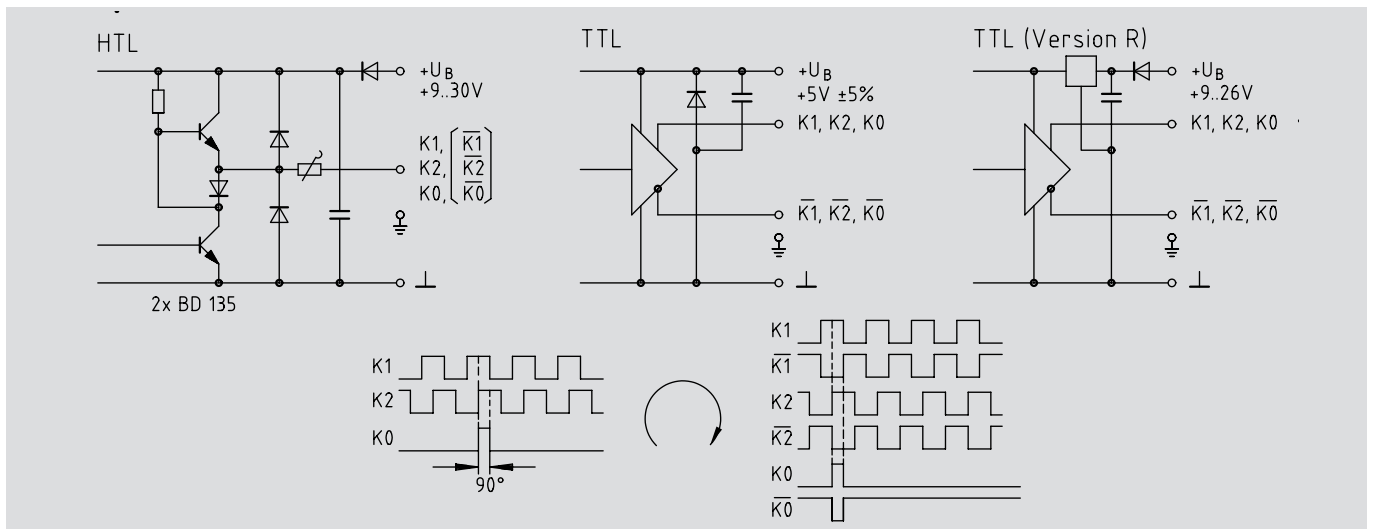 HTL
+U_B
+9..30V
K1, (K̅1̅)
K2, (K̅2̅)
K0, (K̅0̅)
2x BD 135
TTL
+U_B
+5V ±5%
K1, K2, K0
K̅1̅, K̅2̅, K̅0̅
TTL (Version R)
+U_B
+9..26V
K1, K2, K0
K̅1̅, K̅2̅, K̅0̅
K1
K2
K0
90°
K1
K̅1̅
K2
K̅2̅
K0
K̅0̅